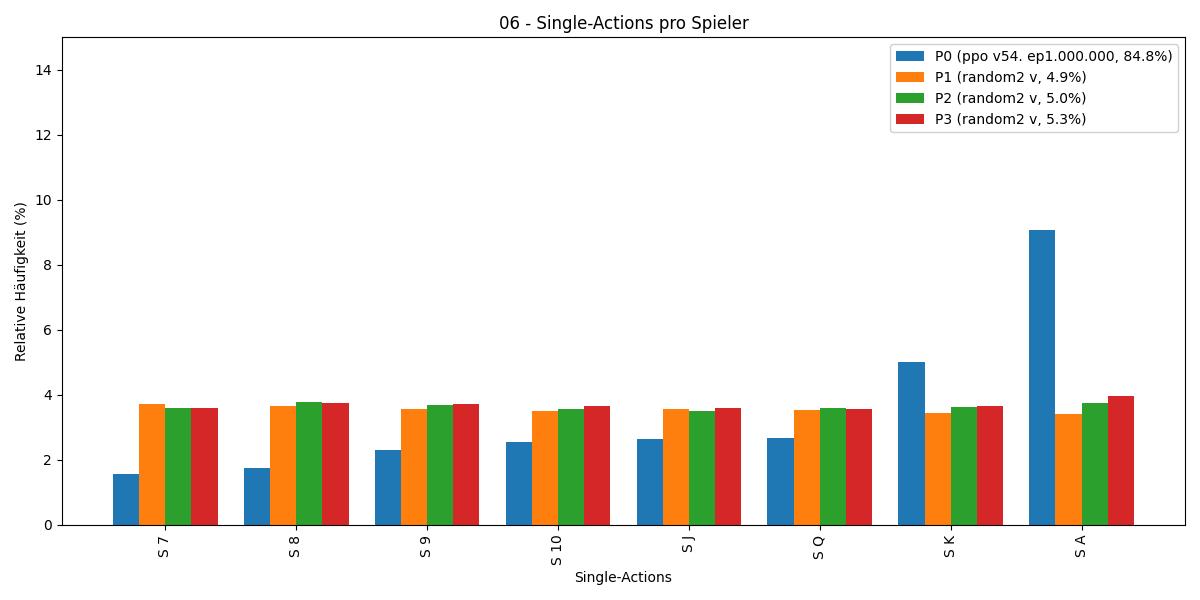 06 - Single-Actions pro Spieler
P0 (ppo v54. ep1.000.000, 84.8%)
P1 (random2 v, 4.9%)
P2 (random2 v, 5.0%)
P3 (random2 v, 5.3%)
Relative Häufigkeit (%)
14
12
10
8
6
4
2
0
S 7
S 8
S 9
S 10
S J
S Q
S K
S A
Single-Actions